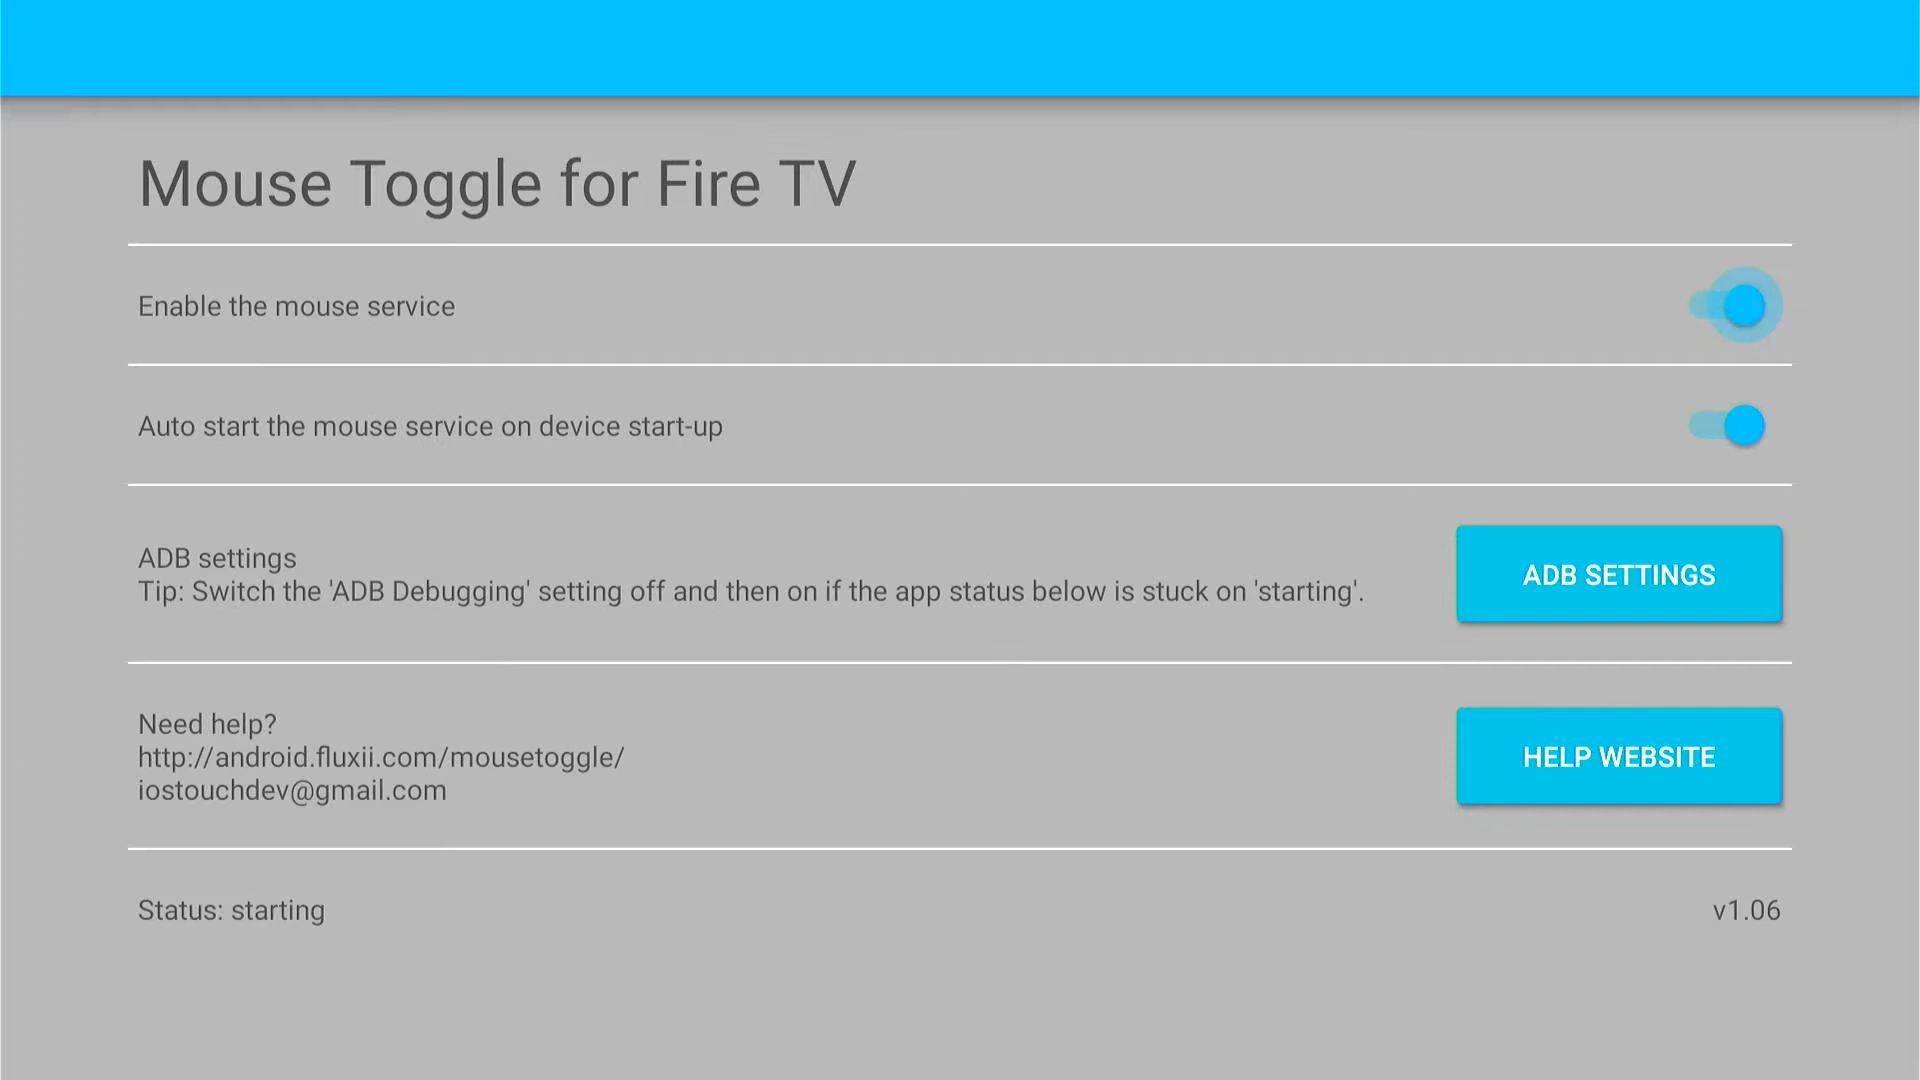 Mouse Toggle for Fire TV
Enable the mouse service
Auto start the mouse service on device start-up
ADB settings
Tip: Switch the 'ADB Debugging' setting off and then on if the app status below is stuck on 'starting'.
ADB SETTINGS
Need help?
http://android.fluxii.com/mousetoggle/
iostouchdev@gmail.com
HELP WEBSITE
Status: starting
v1.06